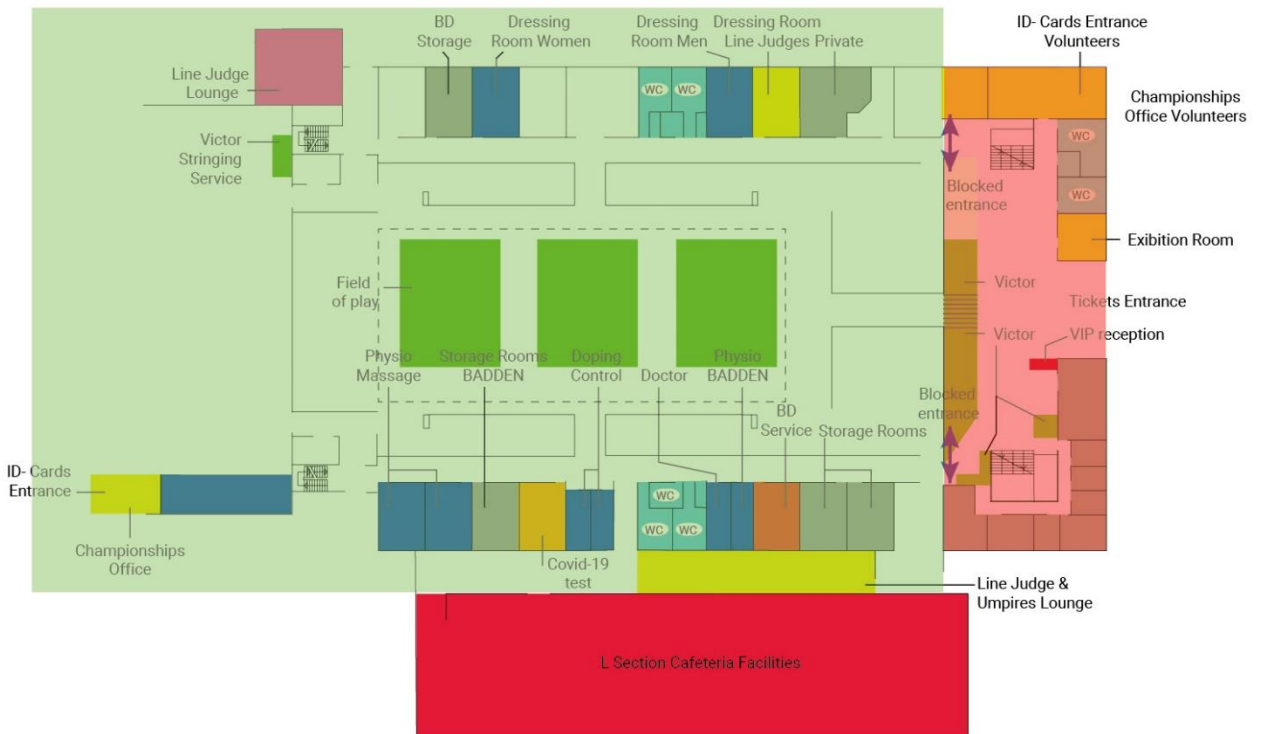 BD
Storage
Dressing
Room Women
Dressing
Room Men
Dressing Room
Line Judges
Private
ID- Cards Entrance
Volunteers
Line Judge
Lounge
WC
WC
Championships
Office Volunteers
Victor
Stringing
Service
WC
Blocked
entrance
WC
Exibition Room
Field
of play
Victor
Tickets Entrance
Victor
VIP reception
Physio
Massage
Storage Rooms
BADDEN
Doping
Control
Doctor
Physio
BADDEN
Blocked
entrance
BD
Service
Storage Rooms
ID- Cards
Entrance
WC
WC
WC
Championships
Office
Covid-19
test
Line Judge &
Umpires Lounge
L Section Cafeteria Facilities